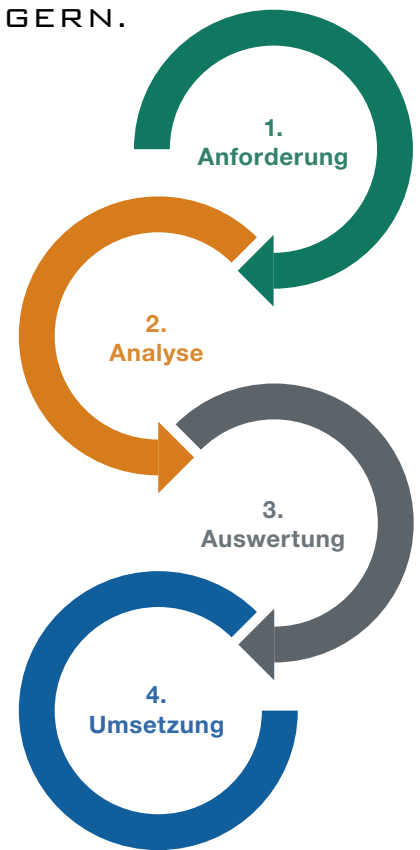 GERN.
1.
Anforderung
2.
Analyse
3.
Auswertung
4.
Umsetzung